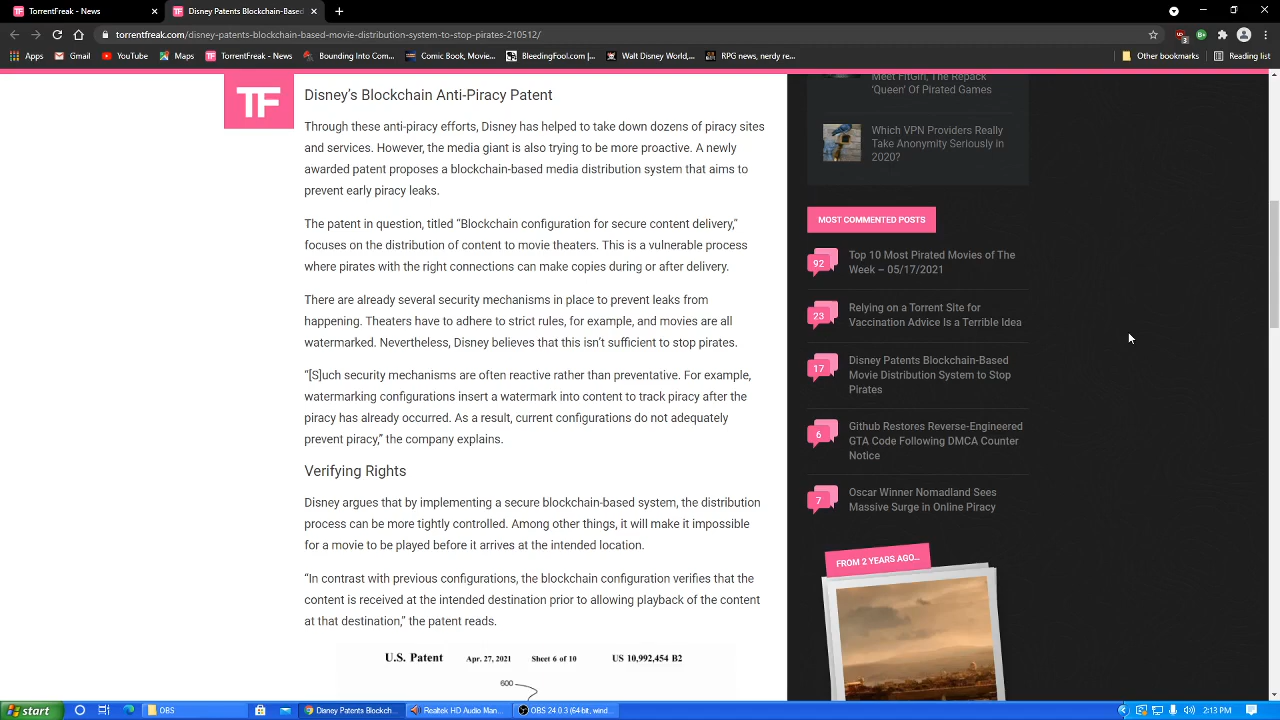 TorrentFreak - News
Disney Patents Blockchain-Based
torrentfreak.com/disney-patents-blockchain-based-movie-distribution-system-to-stop-pirates-210512/
Apps
Gmail
YouTube
Maps
TorrentFreak - News
Bounding Into Com...
Comic Book, Movie,...
BleedingFool.com |...
Walt Disney World,...
RPG news, nerdy re...
Other bookmarks
Reading list
TF
Disney’s Blockchain Anti-Piracy Patent
Through these anti-piracy efforts, Disney has helped to take down dozens of piracy sites
and services. However, the media giant is also trying to be more proactive. A newly
awarded patent proposes a blockchain-based media distribution system that aims to
prevent early piracy leaks.
The patent in question, titled “Blockchain configuration for secure content delivery,”
focuses on the distribution of content to movie theaters. This is a vulnerable process
where pirates with the right connections can make copies during or after delivery.
There are already several security mechanisms in place to prevent leaks from
happening. Theaters have to adhere to strict rules, for example, and movies are all
watermarked. Nevertheless, Disney believes that this isn’t sufficient to stop pirates.
“[S]uch security mechanisms are often reactive rather than preventative. For example,
watermarking configurations insert a watermark into content to track piracy after the
piracy has already occurred. As a result, current configurations do not adequately
prevent piracy,” the company explains.
Verifying Rights
Disney argues that by implementing a secure blockchain-based system, the distribution
process can be more tightly controlled. Among other things, it will make it impossible
for a movie to be played before it arrives at the intended location.
“In contrast with previous configurations, the blockchain configuration verifies that the
content is received at the intended destination prior to allowing playback of the content
at that destination,” the patent reads.
U.S. Patent Apr. 27, 2021 Sheet 6 of 10 US 10,992,454 B2
600
Meet FitGirl, The Repack
‘Queen’ Of Pirated Games
Which VPN Providers Really
Take Anonymity Seriously in
2020?
MOST COMMENTED POSTS
92
Top 10 Most Pirated Movies of The
Week – 05/17/2021
23
Relying on a Torrent Site for
Vaccination Advice Is a Terrible Idea
17
Disney Patents Blockchain-Based
Movie Distribution System to Stop
Pirates
6
Github Restores Reverse-Engineered
GTA Code Following DMCA Counter
Notice
7
Oscar Winner Nomadland Sees
Massive Surge in Online Piracy
FROM 2 YEARS AGO...
start
OBS
Disney Patents Blockch...
Realtek HD Audio Man...
OBS 24.0.3 (64-bit, wind...
2:13 PM